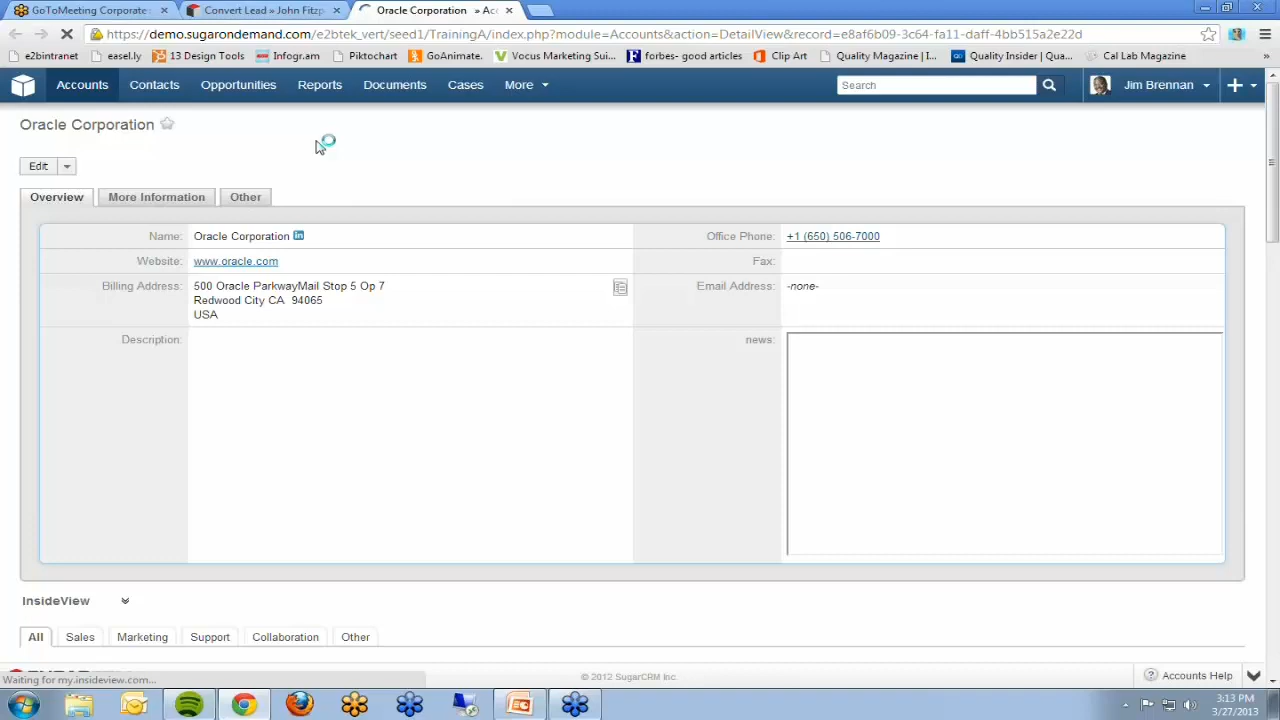 GoToMeeting Corporate
Convert Lead » John Fitzp
Oracle Corporation » Acc
https://demo.sugarondemand.com/e2btek_vert/seed1/TrainingA/index.php?module=Accounts&action=DetailView&record=e8af6b09-3c64-fa11-daff-4bb515a2e22d
e2bintranet
easel.ly
13 Design Tools
Infogr.am
Piktochart
GoAnimate.
Vocus Marketing Sui...
forbes- good articles
Clip Art
Quality Magazine | I...
Quality Insider | Qua...
Cal Lab Magazine
»
Accounts
Contacts
Opportunities
Reports
Documents
Cases
More
Search
Jim Brennan
Oracle Corporation
Edit
Overview
More Information
Other
Name: Oracle Corporation in
Office Phone: +1 (650) 506-7000
Website: www.oracle.com
Fax:
Billing Address: 500 Oracle ParkwayMail Stop 5 Op 7
Redwood City CA 94065
USA
Email Address: -none-
Description:
news:
InsideView
All
Sales
Marketing
Support
Collaboration
Other
Waiting for my.insideview.com...
© 2012 SugarCRM Inc.
? Accounts Help
3:13 PM
3/27/2013